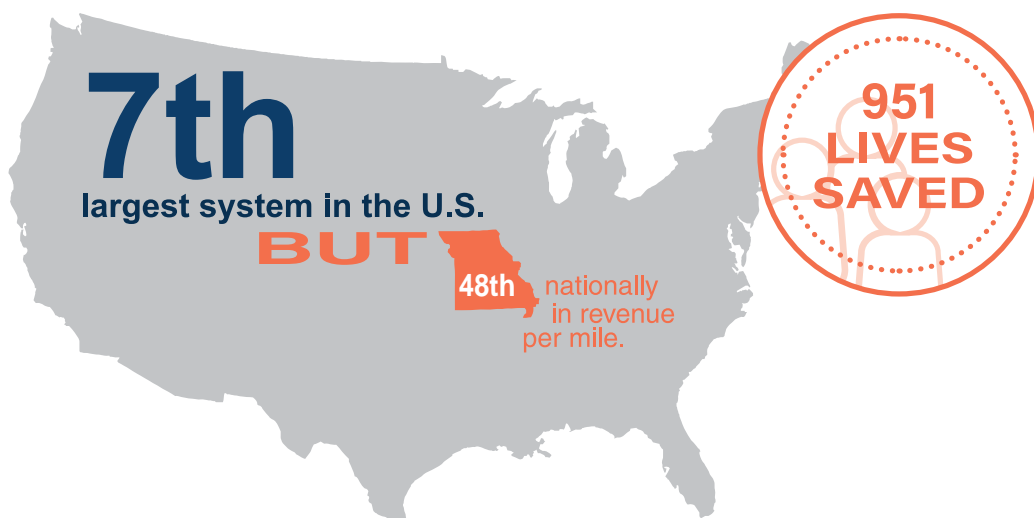 7th
largest system in the U.S.
BUT
48th
nationally
in revenue
per mile.
951
LIVES
SAVED